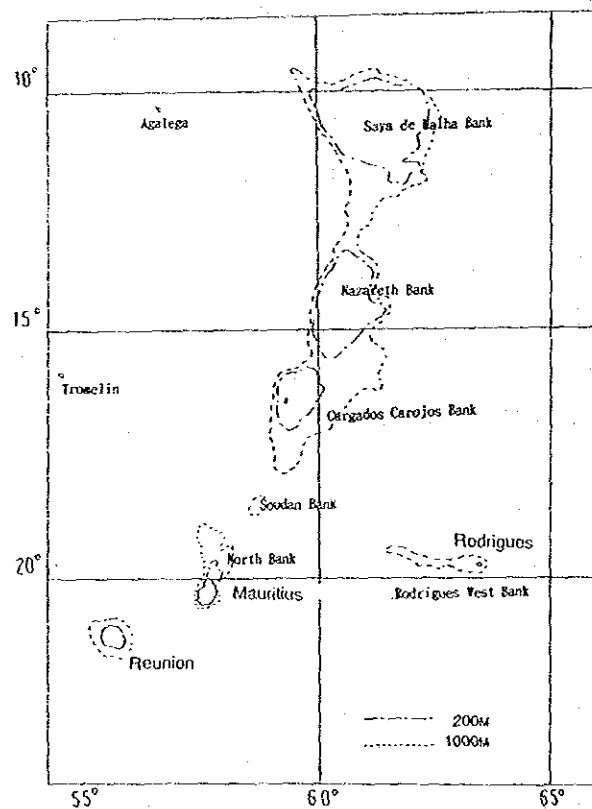 10°
Agalega
Saya de Malha Bank
Nazareth Bank
15°
Tromelin
Cargados Carajos Bank
Soudan Bank
Rodrigues
20°
North Bank
Mauritius
Rodrigues West Bank
Reunion
200M
1000M
55°
60°
65°